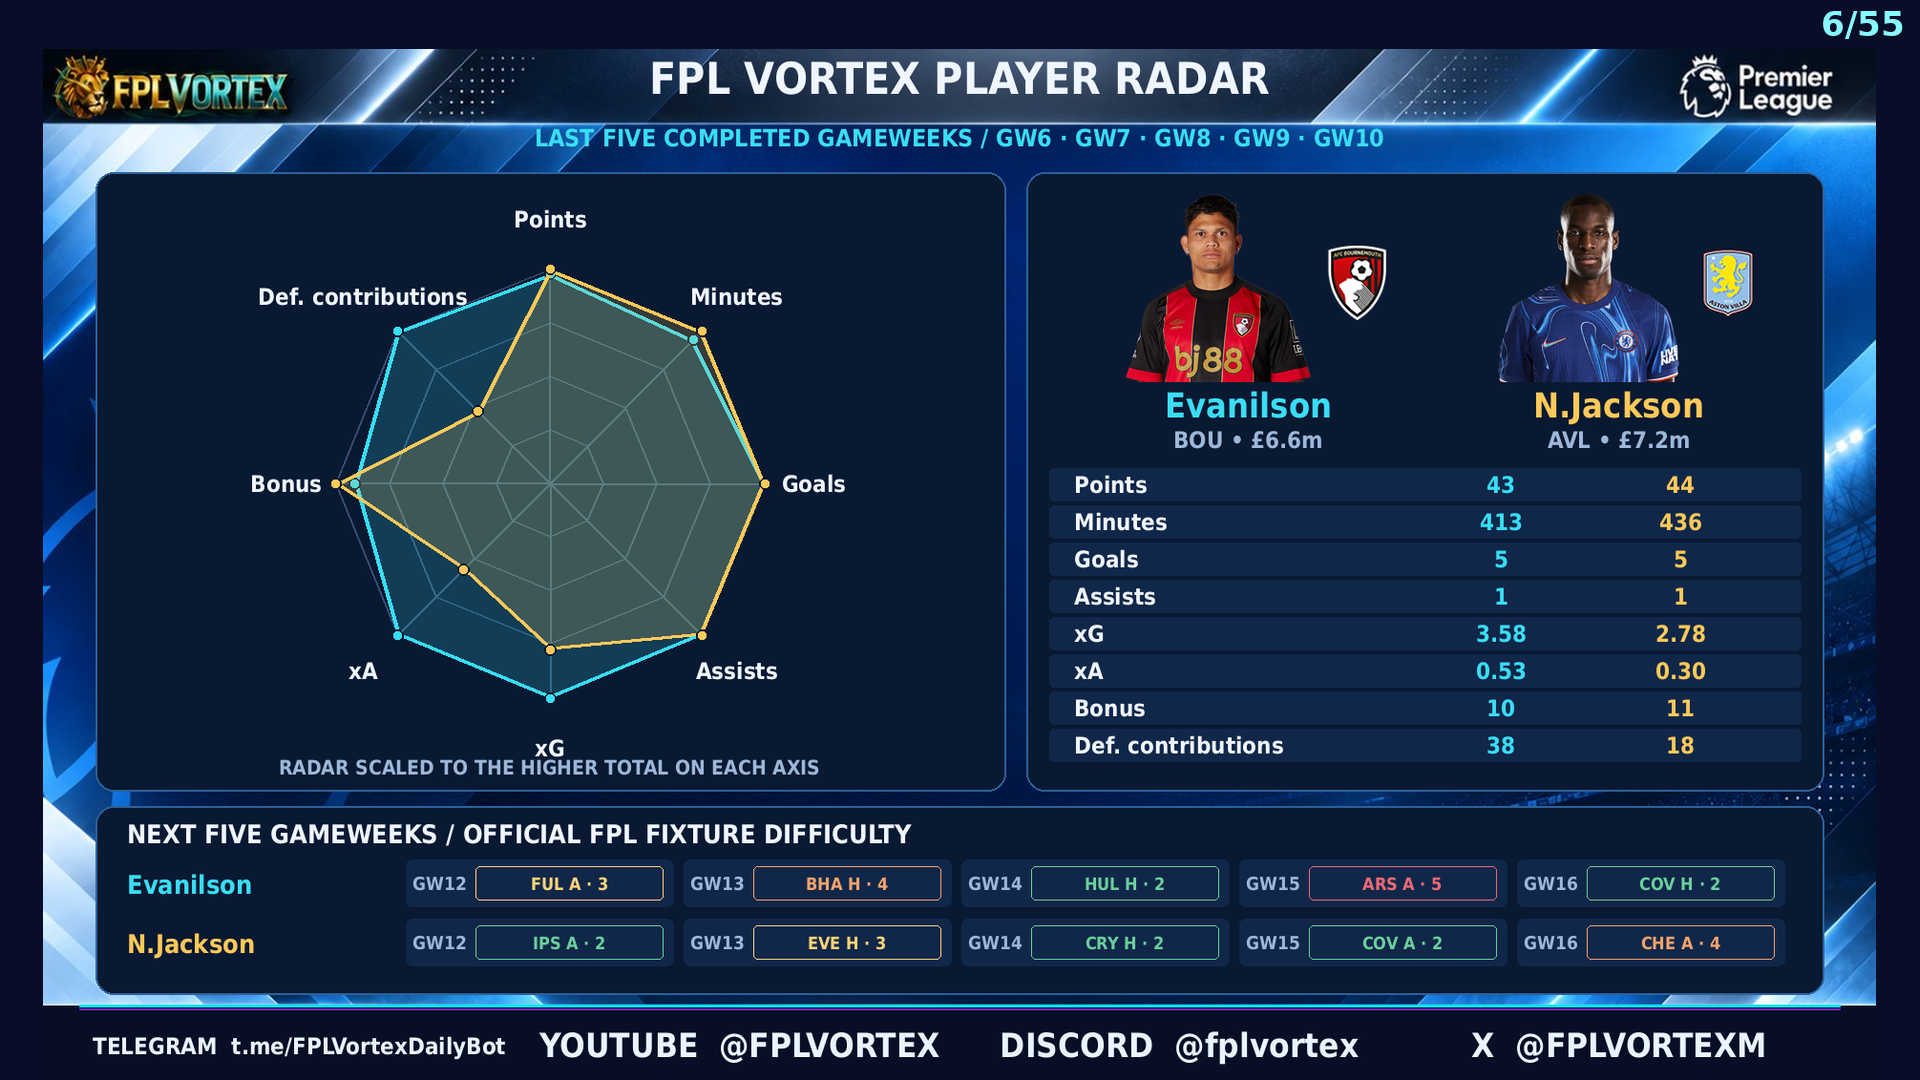 6/55
FPLVORTEX
FPL VORTEX PLAYER RADAR
Premier League
LAST FIVE COMPLETED GAMEWEEKS / GW6 · GW7 · GW8 · GW9 · GW10
Points
Def. contributions
Minutes
Bonus
Goals
xA
Assists
xG
RADAR SCALED TO THE HIGHER TOTAL ON EACH AXIS
AFC BOURNEMOUTH
bj88
ASTON VILLA
Evanilson N.Jackson
BOU • £6.6m AVL • £7.2m
Points 43 44
Minutes 413 436
Goals 5 5
Assists 1 1
xG 3.58 2.78
xA 0.53 0.30
Bonus 10 11
Def. contributions 38 18
NEXT FIVE GAMEWEEKS / OFFICIAL FPL FIXTURE DIFFICULTY
Evanilson GW12 FUL A · 3 GW13 BHA H · 4 GW14 HUL H · 2 GW15 ARS A · 5 GW16 COV H · 2
N.Jackson GW12 IPS A · 2 GW13 EVE H · 3 GW14 CRY H · 2 GW15 COV A · 2 GW16 CHE A · 4
TELEGRAM t.me/FPLVortexDailyBot YOUTUBE @FPLVORTEX DISCORD @fplvortex X @FPLVORTEXM